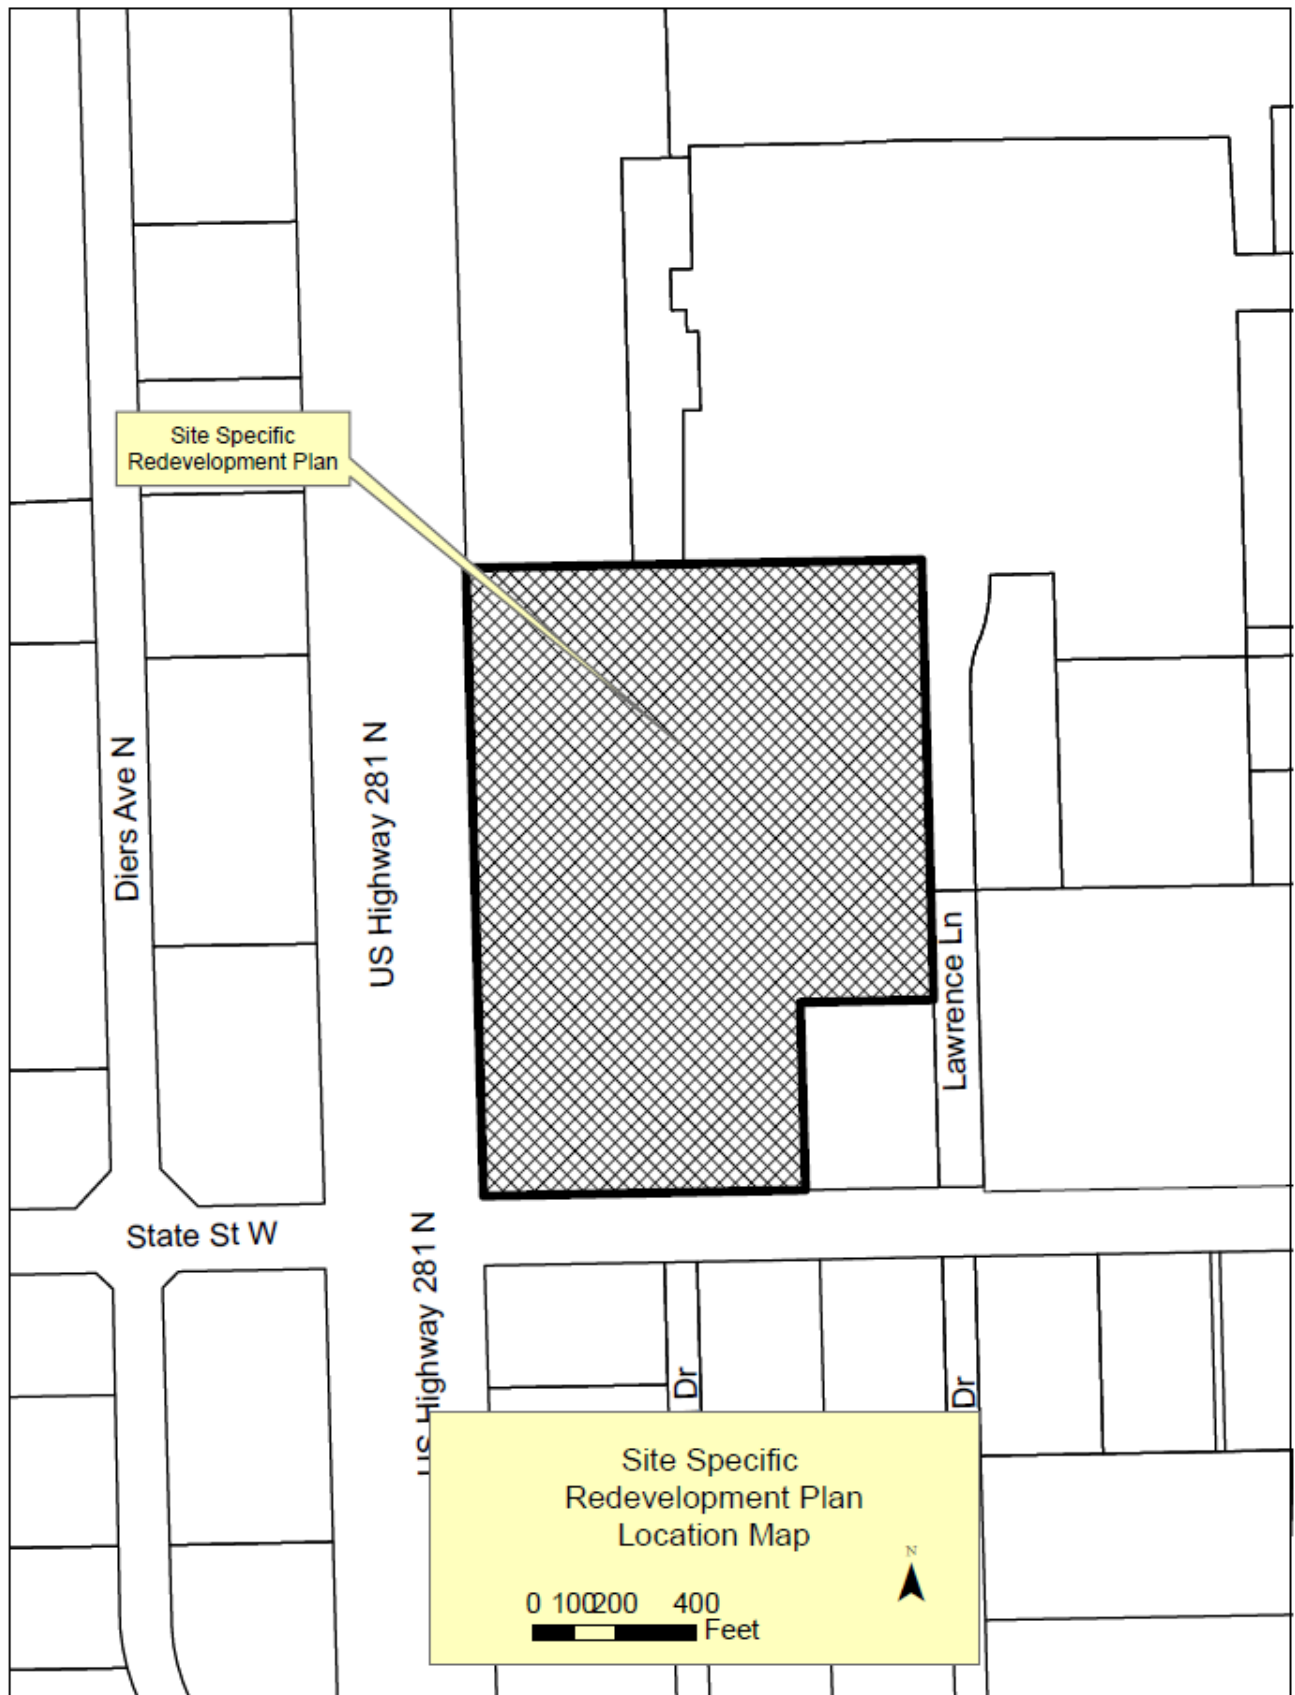 Site Specific
Redevelopment Plan
Diers Ave N
US Highway 281 N
Lawrence Ln
State St W
US Highway 281 N
Dr
Dr
Site Specific
Redevelopment Plan
Location Map
N
0 100200 400
Feet